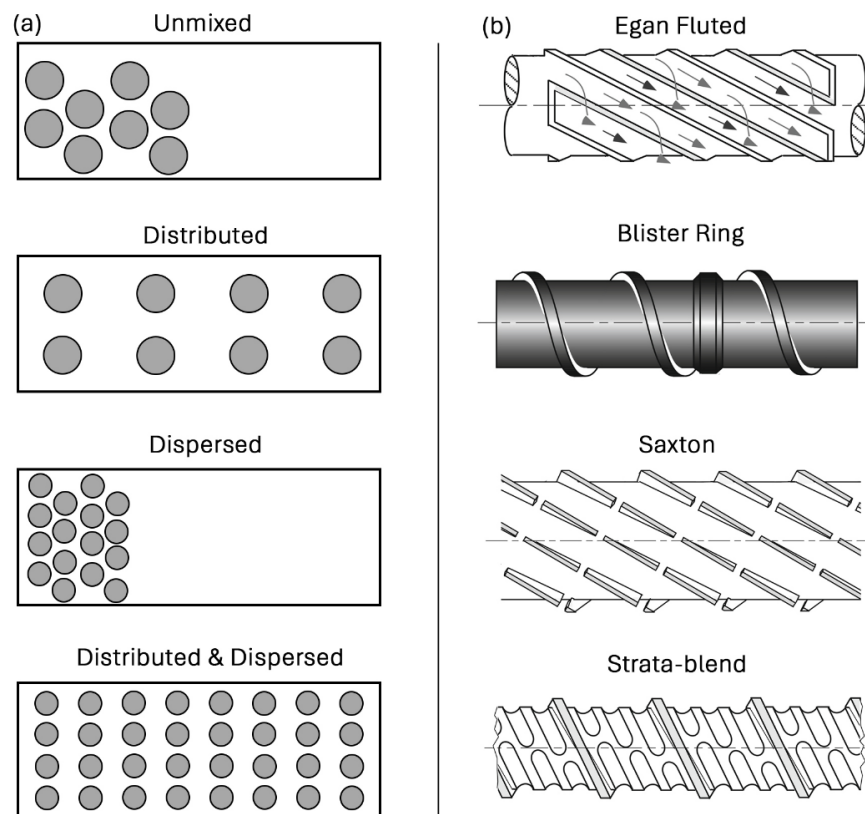 (a)
Unmixed
Distributed
Dispersed
Distributed & Dispersed
(b)
Egan Fluted
Blister Ring
Saxton
Strata-blend